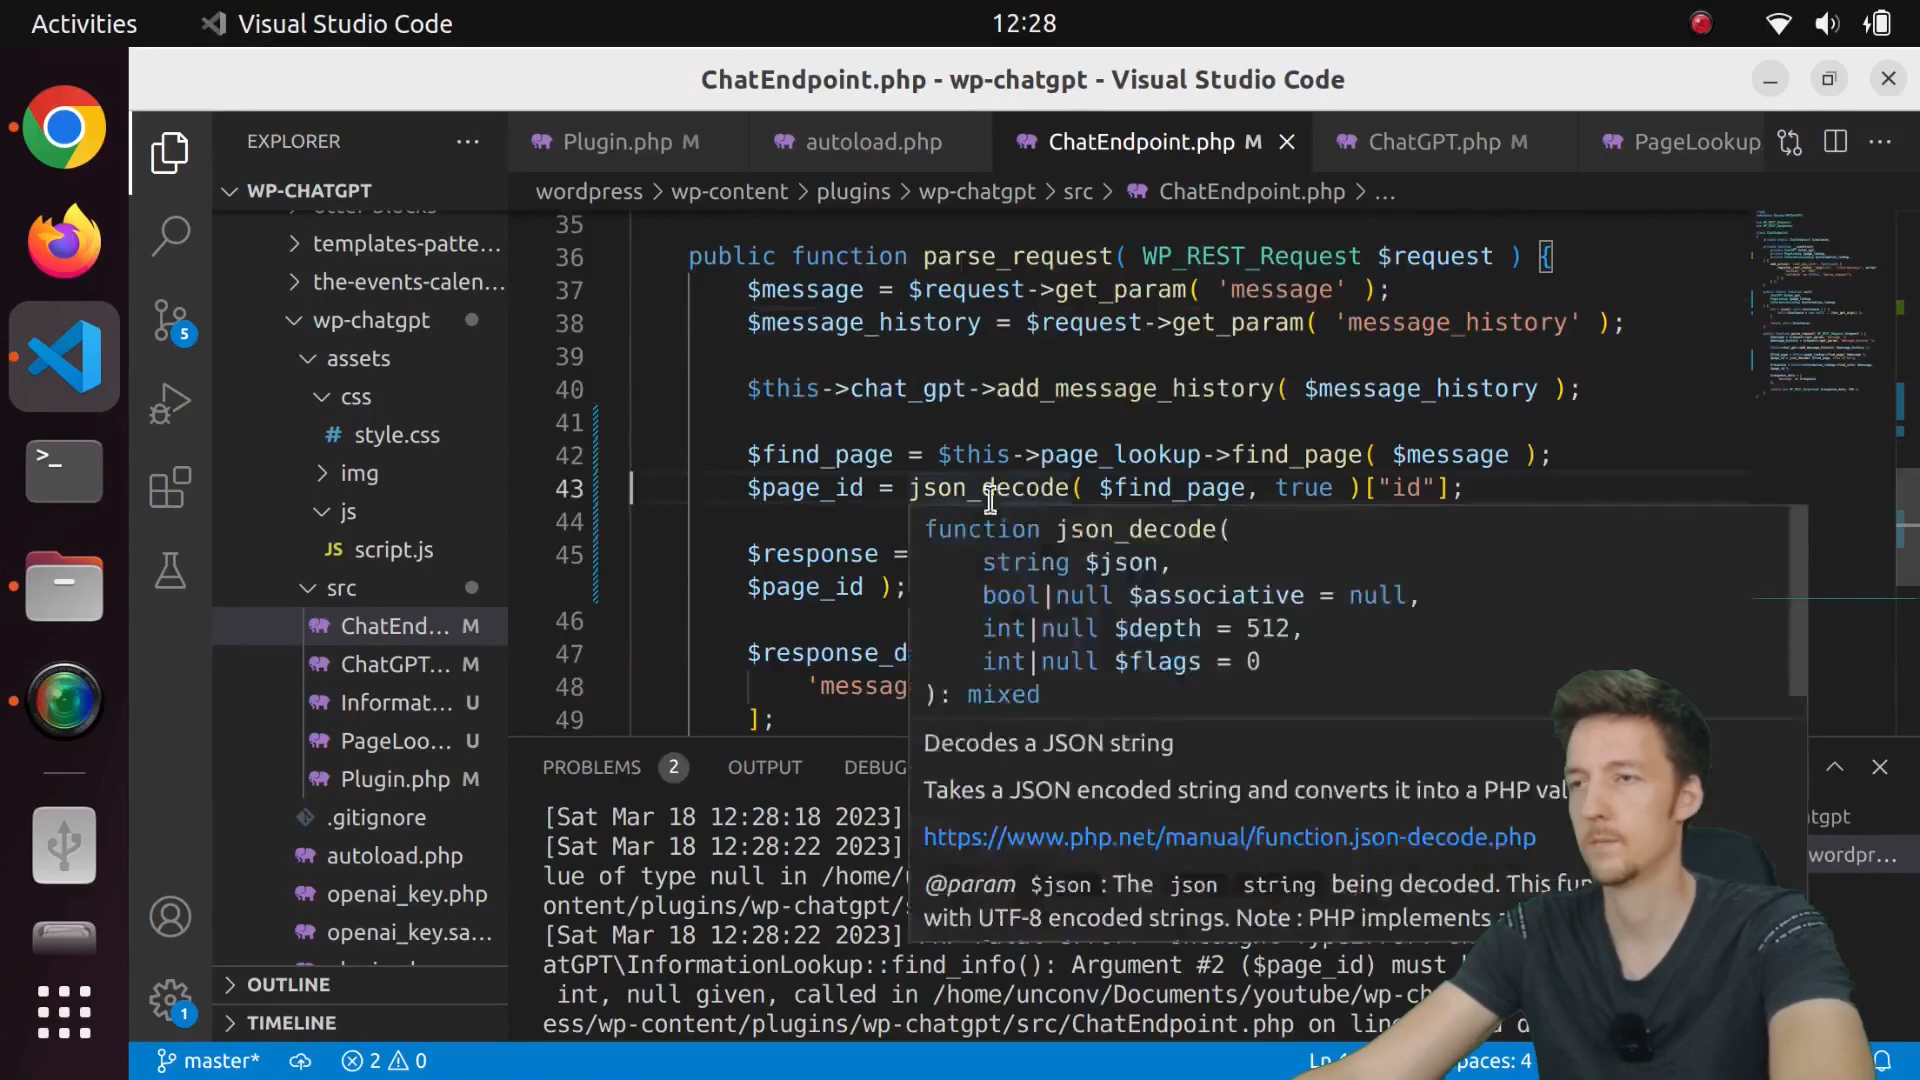 Activities
Visual Studio Code
12:28
ChatEndpoint.php - wp-chatgpt - Visual Studio Code
EXPLORER
Plugin.php M
autoload.php
ChatEndpoint.php M
ChatGPT.php M
PageLookup
WP-CHATGPT
wordpress > wp-content > plugins > wp-chatgpt > src > ChatEndpoint.php > ...
templates-patte...
the-events-calen...
wp-chatgpt
assets
css
# style.css
img
js
JS script.js
src
ChatEnd... M
ChatGPT... M
Informat... U
PageLoo... U
Plugin.php M
.gitignore
autoload.php
openai_key.php
openai_key.sa...
OUTLINE
TIMELINE
5
1
35
36 public function parse_request( WP_REST_Request $request ) {
37 $message = $request->get_param( 'message' );
38 $message_history = $request->get_param( 'message_history' );
39
40 $this->chat_gpt->add_message_history( $message_history );
41
42 $find_page = $this->page_lookup->find_page( $message );
43 $page_id = json_decode( $find_page, true )["id"];
44
45 $response =
$page_id );
46
47 $response_d
48 'messag
49 ];
function json_decode(
string $json,
bool|null $associative = null,
int|null $depth = 512,
int|null $flags = 0
): mixed
Decodes a JSON string
Takes a JSON encoded string and converts it into a PHP val
https://www.php.net/manual/function.json-decode.php
@param $json : The json string being decoded. This fun
with UTF-8 encoded strings. Note : PHP implements
PROBLEMS 2 OUTPUT DEBUG
[Sat Mar 18 12:28:18 2023]
[Sat Mar 18 12:28:22 2023]
lue of type null in /home/
ontent/plugins/wp-chatgpt/
[Sat Mar 18 12:28:22 2023]
atGPT\InformationLookup::find_info(): Argument #2 ($page_id) must
int, null given, called in /home/unconv/Documents/youtube/wp-ch
ess/wp-content/plugins/wp-chatgpt/src/ChatEndpoint.php on lin
tgpt
wordpr...
master*
2 0